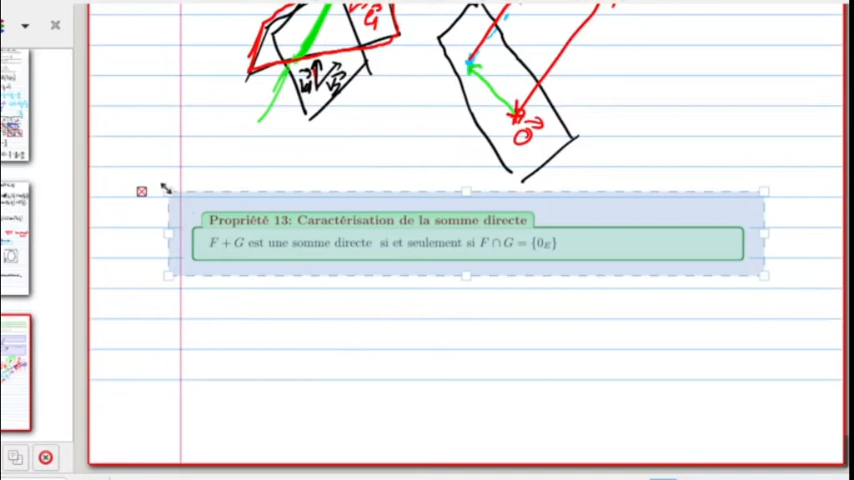 Propriété 13: Caractérisation de la somme directe
F + G est une somme directe si et seulement si F ∩ G = {0_E}